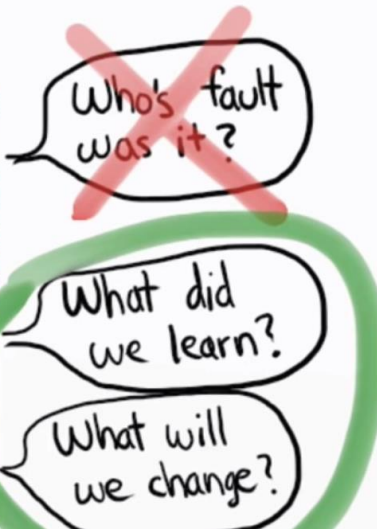 Who's fault
was it?
What did
we learn?
What will
we change?